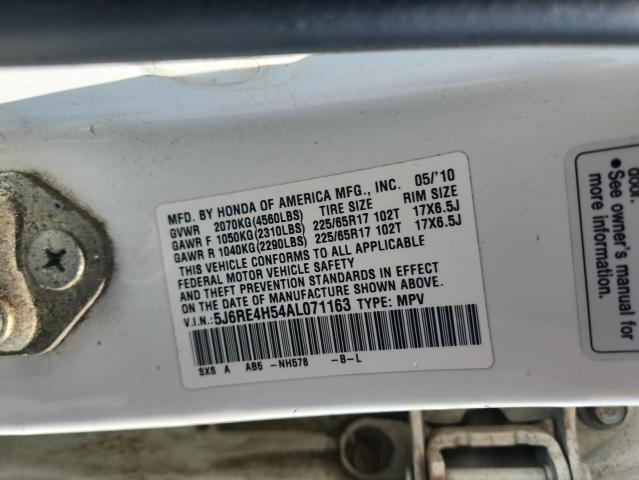 MFD. BY HONDA OF AMERICA MFG., INC. 05/'10
GVWR 2070KG(4560LBS) TIRE SIZE RIM SIZE
GAWR F 1050KG(2310LBS) 225/65R17 102T 17X6.5J
GAWR R 1040KG(2290LBS) 225/65R17 102T 17X6.5J
THIS VEHICLE CONFORMS TO ALL APPLICABLE
FEDERAL MOTOR VEHICLE SAFETY
AND THEFT PREVENTION STANDARDS IN EFFECT
ON THE DATE OF MANUFACTURE SHOWN ABOVE.
V.I.N.: 5J6RE4H54AL071163 TYPE: MPV
SXS A AB5 -NH578 -B-L
• See owner's manual for
more information.